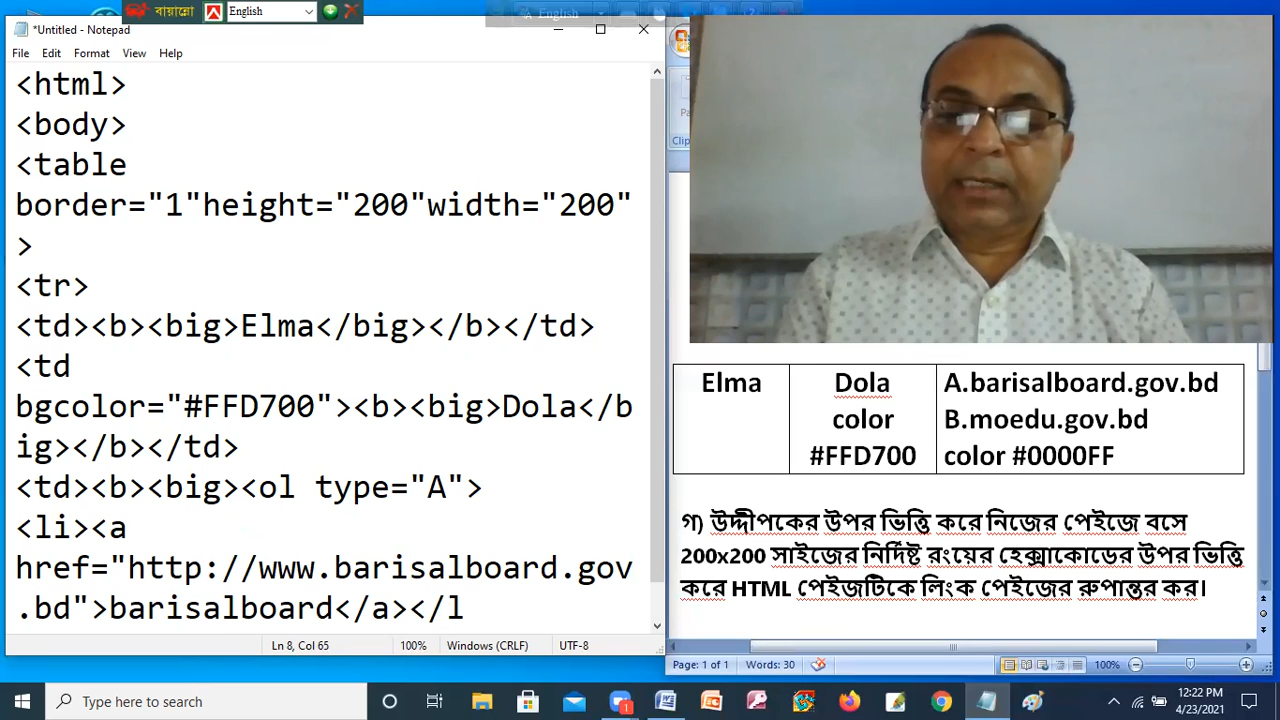 বায়ান্নো
English
English
*Untitled - Notepad
File Edit Format View Help
<html>
<body>
<table
border="1"height="200"width="200"
>
<tr>
<td><b><big>Elma</big></b></td>
<td
bgcolor="#FFD700"><b><big>Dola</b
ig></b></td>
<td><b><big><ol type="A">
<li><a
href="http://www.barisalboard.gov
.bd">barisalboard</a></l
Ln 8, Col 65
100%
Windows (CRLF)
UTF-8
Clip
Elma
Dola
color
#FFD700
A.barisalboard.gov.bd
B.moedu.gov.bd
color #0000FF
গ) উদ্দীপকের উপর ভিত্তি করে নিজের পেইজে বসে
200x200 সাইজের নির্দিষ্ট রংয়ের হেক্সাকোডের উপর ভিত্তি
করে HTML পেইজটিকে লিংক পেইজের রুপান্তর কর।
Page: 1 of 1
Words: 30
100%
Type here to search
1
12:22 PM
4/23/2021